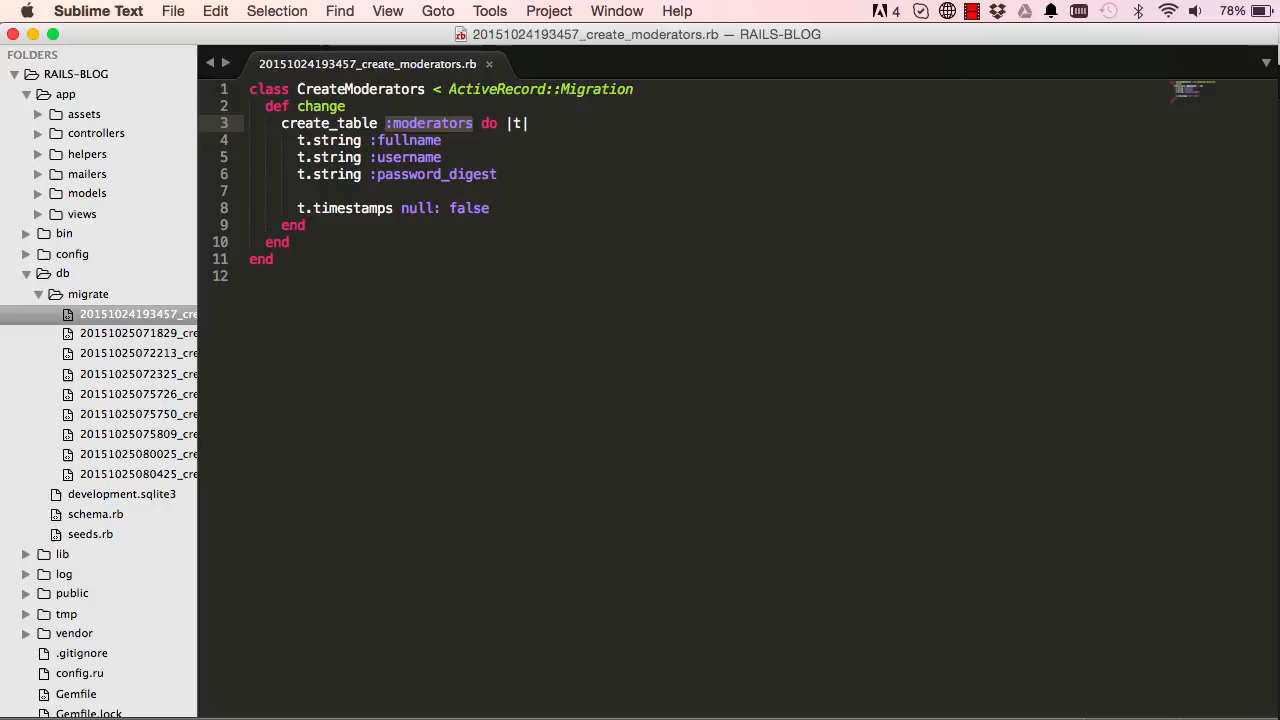 Sublime Text File Edit Selection Find View Goto Tools Project Window Help 4 78%
20151024193457_create_moderators.rb — RAILS-BLOG
FOLDERS
RAILS-BLOG
app
assets
controllers
helpers
mailers
models
views
bin
config
db
migrate
20151024193457_cre
20151025071829_cre
20151025072213_cre
20151025072325_cre
20151025075726_cre
20151025075750_cre
20151025075809_cre
20151025080025_cre
20151025080425_cre
development.sqlite3
schema.rb
seeds.rb
lib
log
public
tmp
vendor
.gitignore
config.ru
Gemfile
Gemfile.lock
20151024193457_create_moderators.rb ×
1 class CreateModerators < ActiveRecord::Migration
2 def change
3 create_table :moderators do |t|
4 t.string :fullname
5 t.string :username
6 t.string :password_digest
7
8 t.timestamps null: false
9 end
10 end
11 end
12